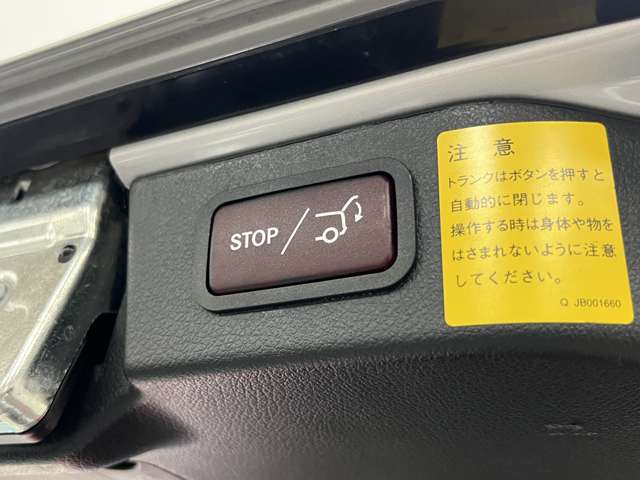 STOP
注意
トランクはボタンを押すと
自動的に閉じます。
操作する時は身体や物を
はさまれないように注意
してください。
Q JB001660